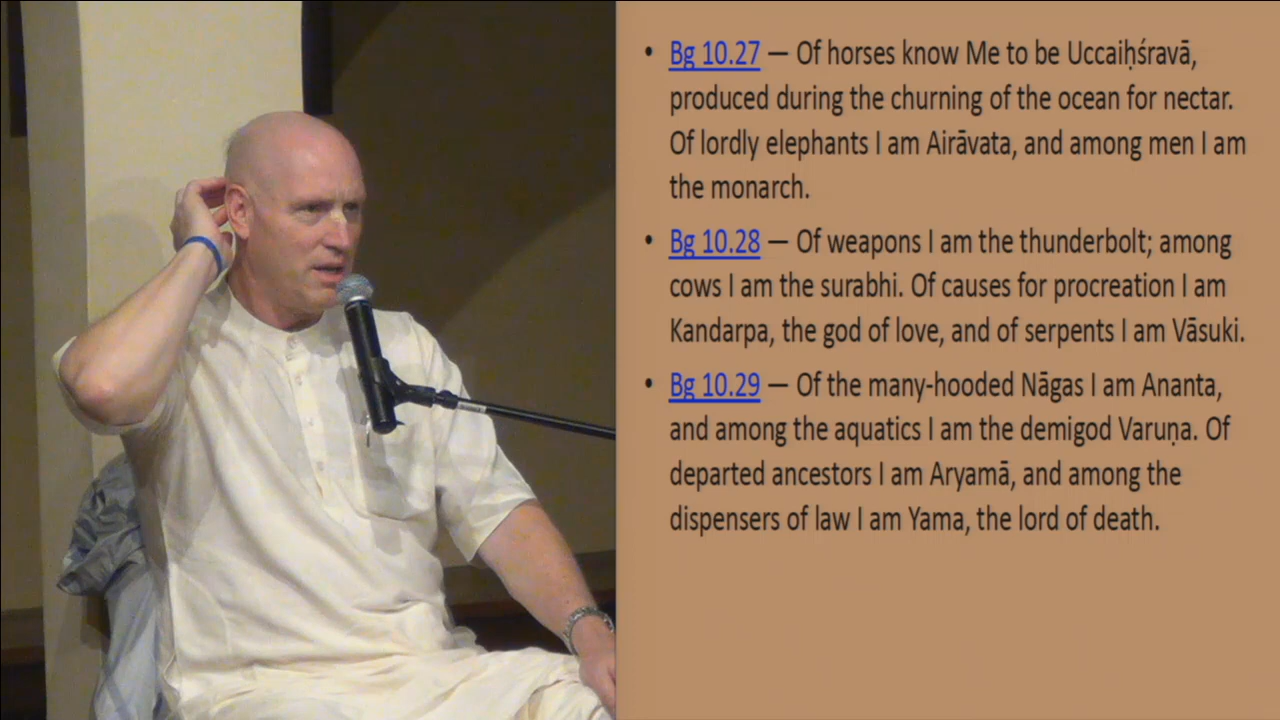 • Bg 10.27 — Of horses know Me to be Uccaiḥśravā,
produced during the churning of the ocean for nectar.
Of lordly elephants I am Airāvata, and among men I am
the monarch.
• Bg 10.28 — Of weapons I am the thunderbolt; among
cows I am the surabhi. Of causes for procreation I am
Kandarpa, the god of love, and of serpents I am Vāsuki.
• Bg 10.29 — Of the many-hooded Nāgas I am Ananta,
and among the aquatics I am the demigod Varuṇa. Of
departed ancestors I am Aryamā, and among the
dispensers of law I am Yama, the lord of death.